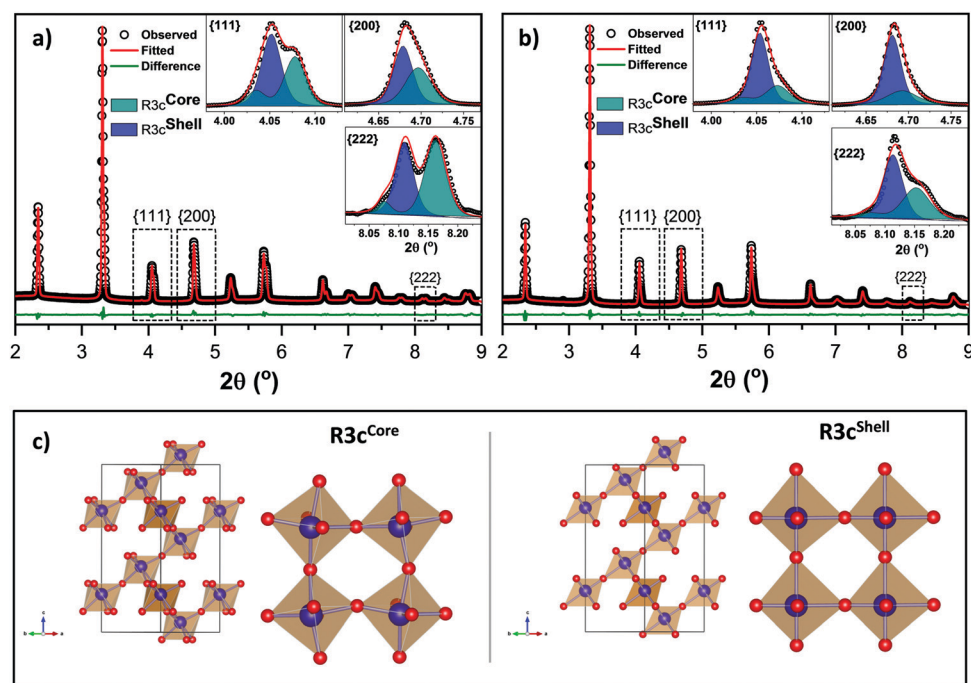 a)
Observed
Fitted
Difference
R3c^Core
R3c^Shell
{111}
4.00 4.05 4.10
{200}
4.65 4.70 4.75
{222}
8.05 8.10 8.15 8.20
2θ (º)
{111}
{200}
{222}
2 3 4 5 6 7 8 9
2θ (º)
b)
Observed
Fitted
Difference
R3c^Core
R3c^Shell
{111}
4.00 4.05 4.10
{200}
4.65 4.70 4.75
{222}
8.05 8.10 8.15 8.20
2θ (º)
{111}
{200}
{222}
2 3 4 5 6 7 8 9
2θ (º)
c)
R3c^Core
c
b a
R3c^Shell
c
b a